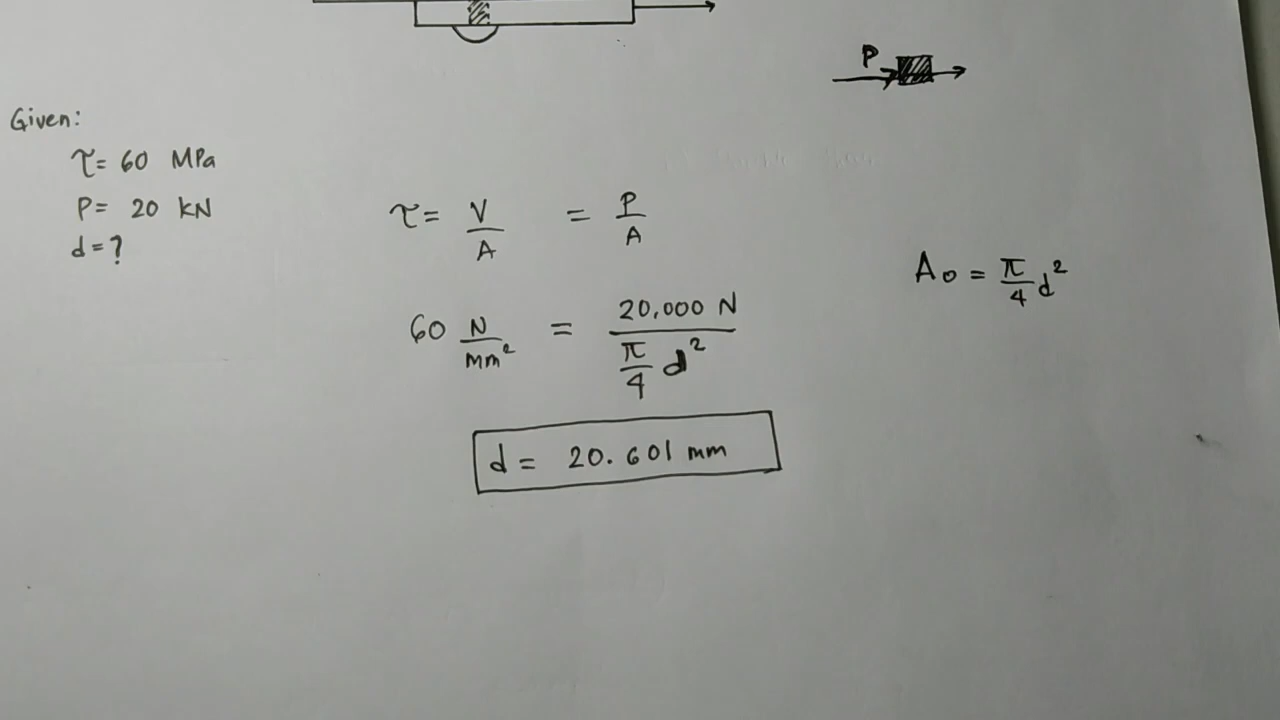 P
Given:
τ= 60 MPa
P= 20 kN
d=?
τ= V/A = P/A
A₀ = π/4 d²
60 N/mm² = 20,000 N / π/4 d²
d= 20.601 mm